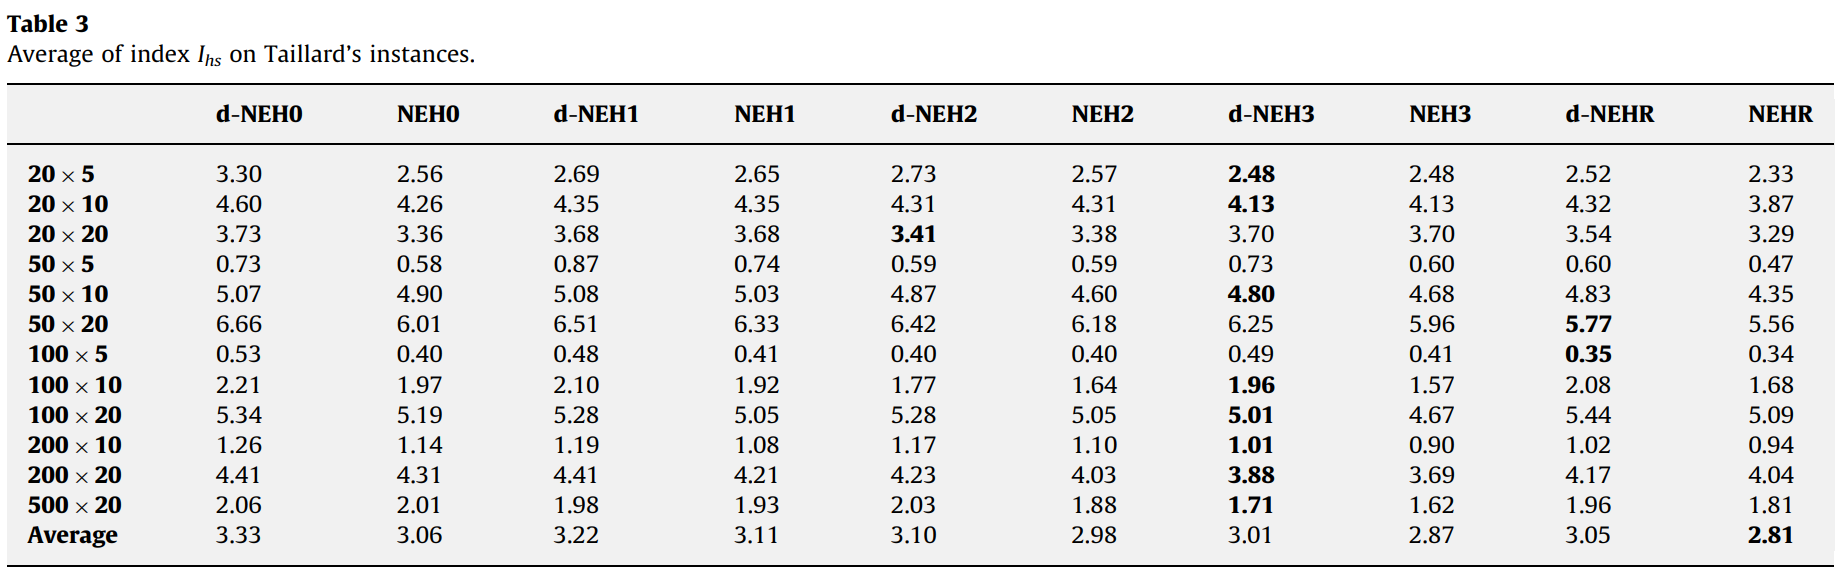 Table 3
Average of index Ihs on Taillard's instances.
d-NEH0 NEH0 d-NEH1 NEH1 d-NEH2 NEH2 d-NEH3 NEH3 d-NEHR NEHR
20 × 5 3.30 2.56 2.69 2.65 2.73 2.57 2.48 2.48 2.52 2.33
20 × 10 4.60 4.26 4.35 4.35 4.31 4.31 4.13 4.13 4.32 3.87
20 × 20 3.73 3.36 3.68 3.68 3.41 3.38 3.70 3.70 3.54 3.29
50 × 5 0.73 0.58 0.87 0.74 0.59 0.59 0.73 0.60 0.60 0.47
50 × 10 5.07 4.90 5.08 5.03 4.87 4.60 4.80 4.68 4.83 4.35
50 × 20 6.66 6.01 6.51 6.33 6.42 6.18 6.25 5.96 5.77 5.56
100 × 5 0.53 0.40 0.48 0.41 0.40 0.40 0.49 0.41 0.35 0.34
100 × 10 2.21 1.97 2.10 1.92 1.77 1.64 1.96 1.57 2.08 1.68
100 × 20 5.34 5.19 5.28 5.05 5.28 5.05 5.01 4.67 5.44 5.09
200 × 10 1.26 1.14 1.19 1.08 1.17 1.10 1.01 0.90 1.02 0.94
200 × 20 4.41 4.31 4.41 4.21 4.23 4.03 3.88 3.69 4.17 4.04
500 × 20 2.06 2.01 1.98 1.93 2.03 1.88 1.71 1.62 1.96 1.81
Average 3.33 3.06 3.22 3.11 3.10 2.98 3.01 2.87 3.05 2.81